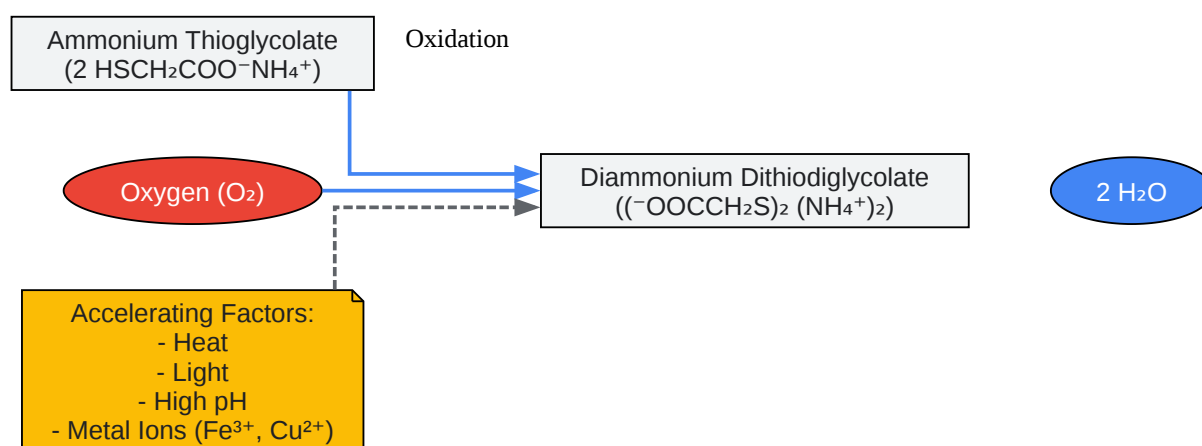 Ammonium Thioglycolate
(2 HSCH₂COO⁻NH₄⁺)
Oxidation
Oxygen (O₂)
Diammonium Dithiodiglycolate
((⁻OOCCH₂S)₂ (NH₄⁺)₂)
2 H₂O
Accelerating Factors:
- Heat
- Light
- High pH
- Metal Ions (Fe³⁺, Cu²⁺)